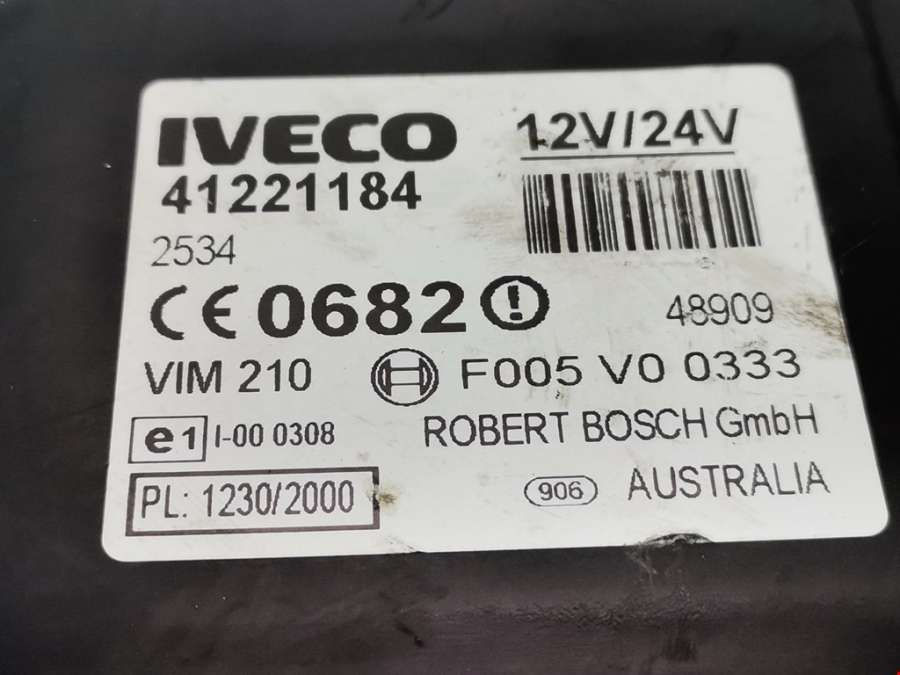 IVECO 12V/24V
41221184
2534
CE 0682 48909
VIM 210 F005 V0 0333
e1 I-00 0308 ROBERT BOSCH GmbH
PL: 1230/2000 906 AUSTRALIA